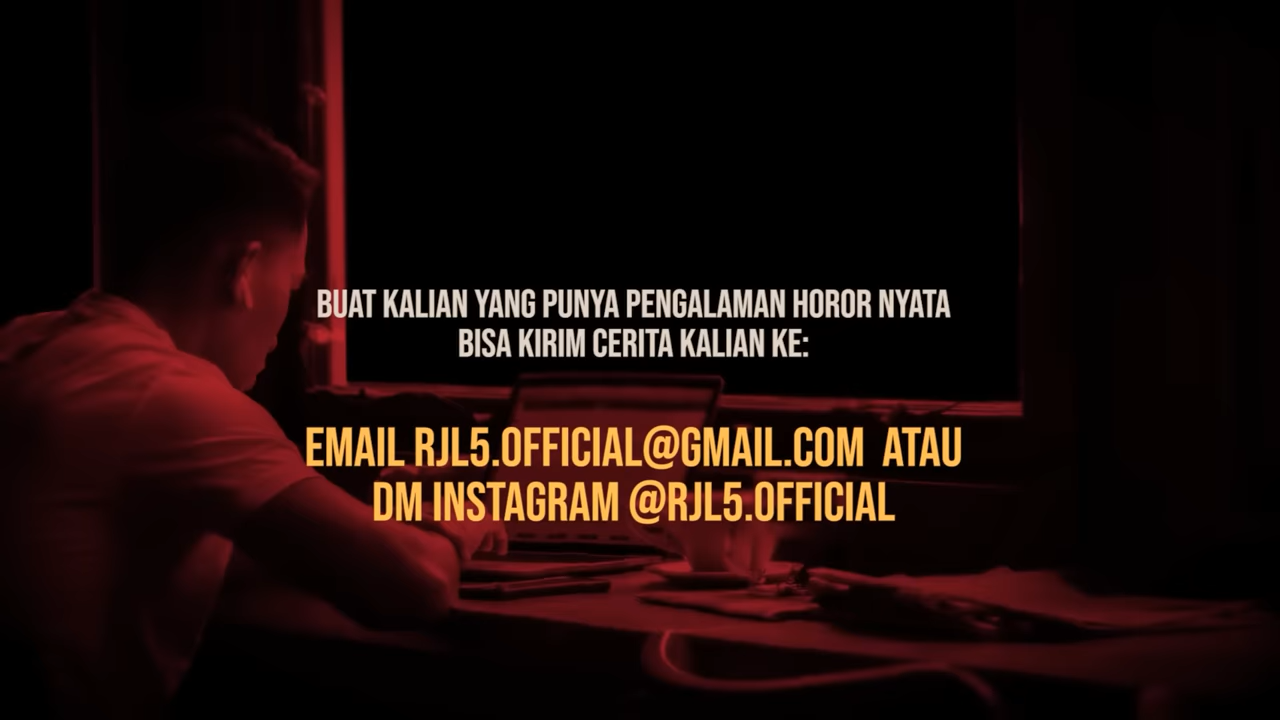 BUAT KALIAN YANG PUNYA PENGALAMAN HOROR NYATA
BISA KIRIM CERITA KALIAN KE:
EMAIL RJL5.OFFICIAL@GMAIL.COM ATAU
DM INSTAGRAM @RJL5.OFFICIAL